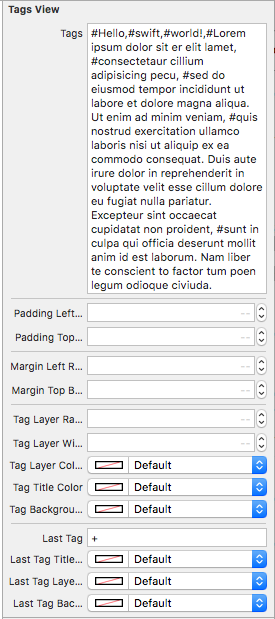 Tags View
Tags
#Hello,#swift,#world!,#Lorem
ipsum dolor sit er elit lamet,
#consectetaur cillium
adipisicing pecu, #sed do
eiusmod tempor incididunt ut
labore et dolore magna aliqua.
Ut enim ad minim veniam, #quis
nostrud exercitation ullamco
laboris nisi ut aliquip ex ea
commodo consequat. Duis aute
irure dolor in reprehenderit in
voluptate velit esse cillum dolore
eu fugiat nulla pariatur.
Excepteur sint occaecat
cupidatat non proident, #sunt in
culpa qui officia deserunt mollit
anim id est laborum. Nam liber
te conscient to factor tum poen
legum odioque civiuda.
Padding Left... --
Padding Top... --
Margin Left R... --
Margin Top B... --
Tag Layer Ra... --
Tag Layer Wi... --
Tag Layer Col... Default
Tag Title Color Default
Tag Backgrou... Default
Last Tag +
Last Tag Title... Default
Last Tag Laye... Default
Last Tag Bac... Default